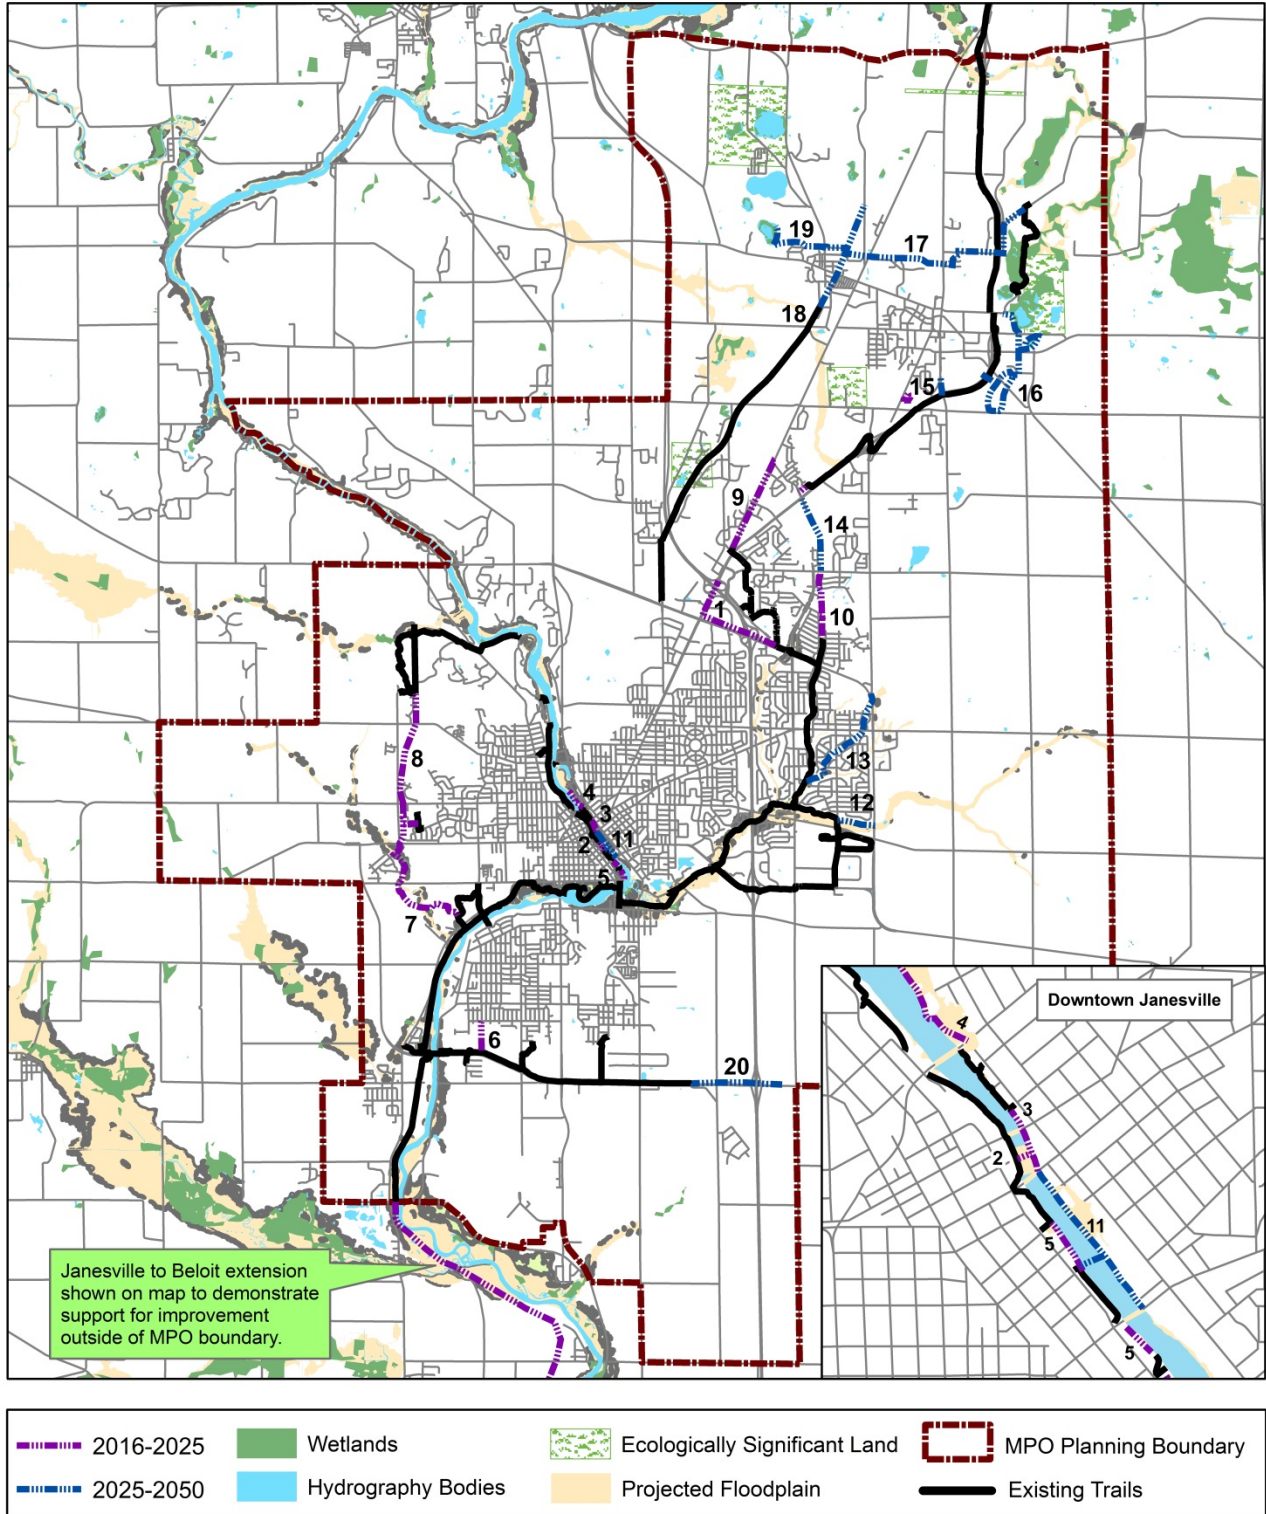 19
17
18
15
16
9
14
1
10
8
13
4
3
12
2
11
5
7
6
20
Downtown Janesville
4
3
2
11
5
5
Janesville to Beloit extension
shown on map to demonstrate
support for improvement
outside of MPO boundary.
2016-2025
Wetlands
Ecologically Significant Land
MPO Planning Boundary
2025-2050
Hydrography Bodies
Projected Floodplain
Existing Trails